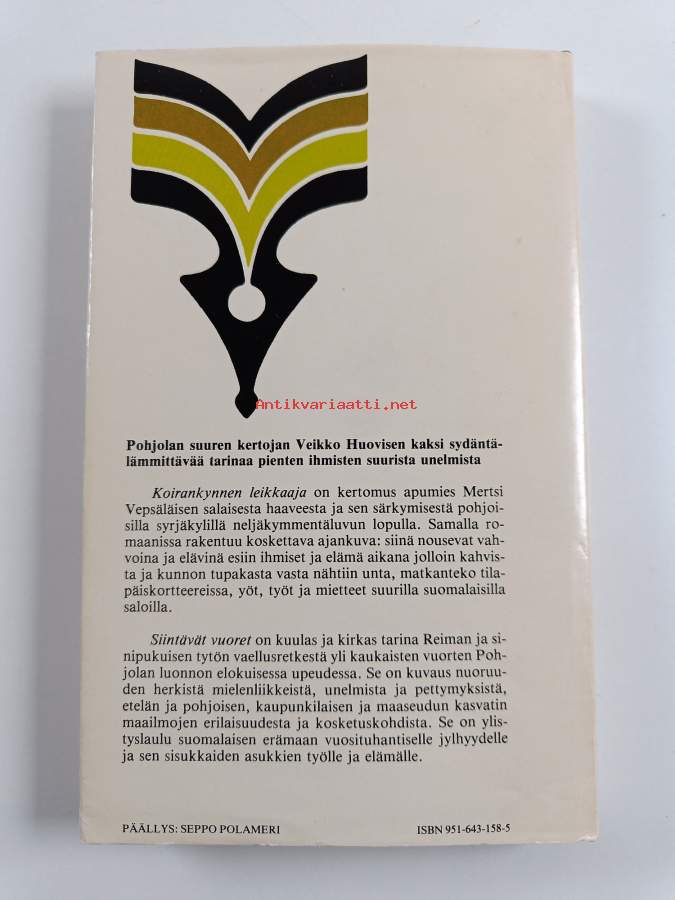 Antikvariaatti.net
Pohjolan suuren kertojan Veikko Huovisen kaksi sydäntä-
lämmittävää tarinaa pienten ihmisten suurista unelmista
Koirankynnen leikkaaja on kertomus apumies Mertsi
Vepsäläisen salaisesta haaveesta ja sen särkymisestä pohjoi-
silla syrjäkylillä neljäkymmentäluvun lopulla. Samalla ro-
maanissa rakentuu koskettava ajankuva: siinä nousevat vah-
voina ja elävinä esiin ihmiset ja elämä aikana jolloin kahvis-
ta ja kunnon tupakasta vasta nähtiin unta, matkanteko tila-
päiskortteereissa, yöt, työt ja mietteet suurilla suomalaisilla
saloilla.
Siintävät vuoret on kuulas ja kirkas tarina Reiman ja si-
nipukuisen tytön vaellusretkestä yli kaukaisten vuorten Poh-
jolan luonnon elokuisessa upeudessa. Se on kuvaus nuoruu-
den herkistä mielenliikkeistä, unelmista ja pettymyksistä,
etelän ja pohjoisen, kaupunkilaisen ja maaseudun kasvatin
maailmojen erilaisuudesta ja kosketuskohdista. Se on ylis-
tyslaulu suomalaisen erämaan vuosituhantiselle jylhyydelle
ja sen sisukkaiden asukkien työlle ja elämälle.
PÄÄLLYS: SEPPO POLAMERI
ISBN 951-643-158-5